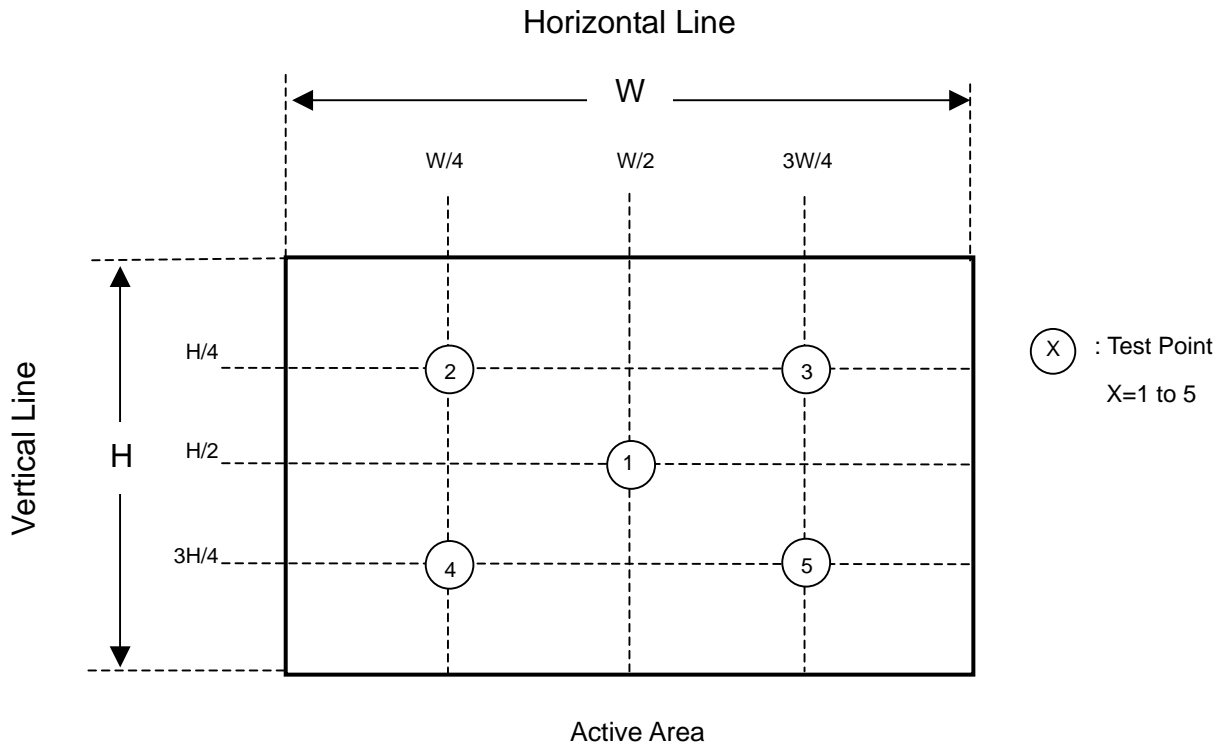 Horizontal Line
W
W/4 W/2 3W/4
H/4
2 3
X : Test Point
X=1 to 5
Vertical Line
H
H/2
1
3H/4
4 5
Active Area